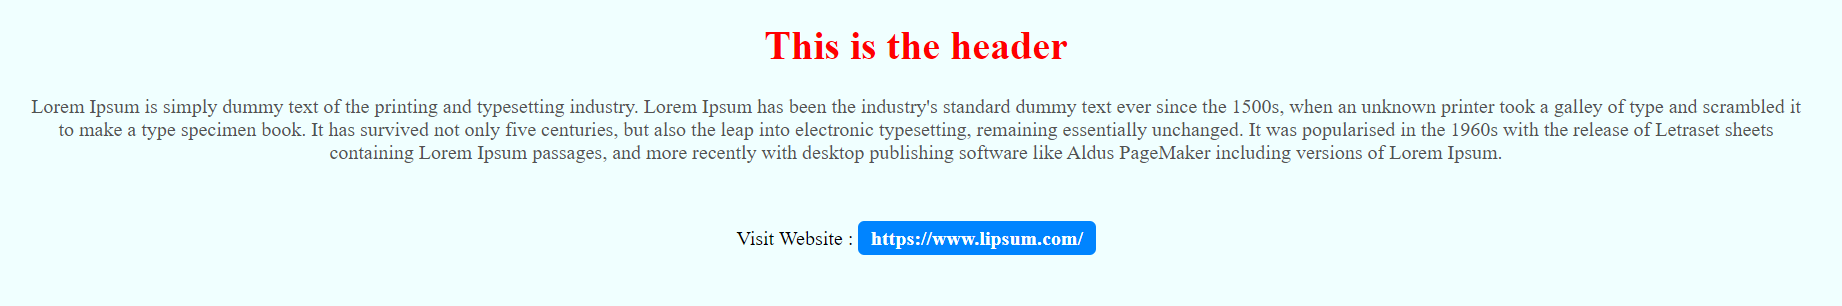 This is the header
Lorem Ipsum is simply dummy text of the printing and typesetting industry. Lorem Ipsum has been the industry's standard dummy text ever since the 1500s, when an unknown printer took a galley of type and scrambled it
to make a type specimen book. It has survived not only five centuries, but also the leap into electronic typesetting, remaining essentially unchanged. It was popularised in the 1960s with the release of Letraset sheets
containing Lorem Ipsum passages, and more recently with desktop publishing software like Aldus PageMaker including versions of Lorem Ipsum.
Visit Website : https://www.lipsum.com/